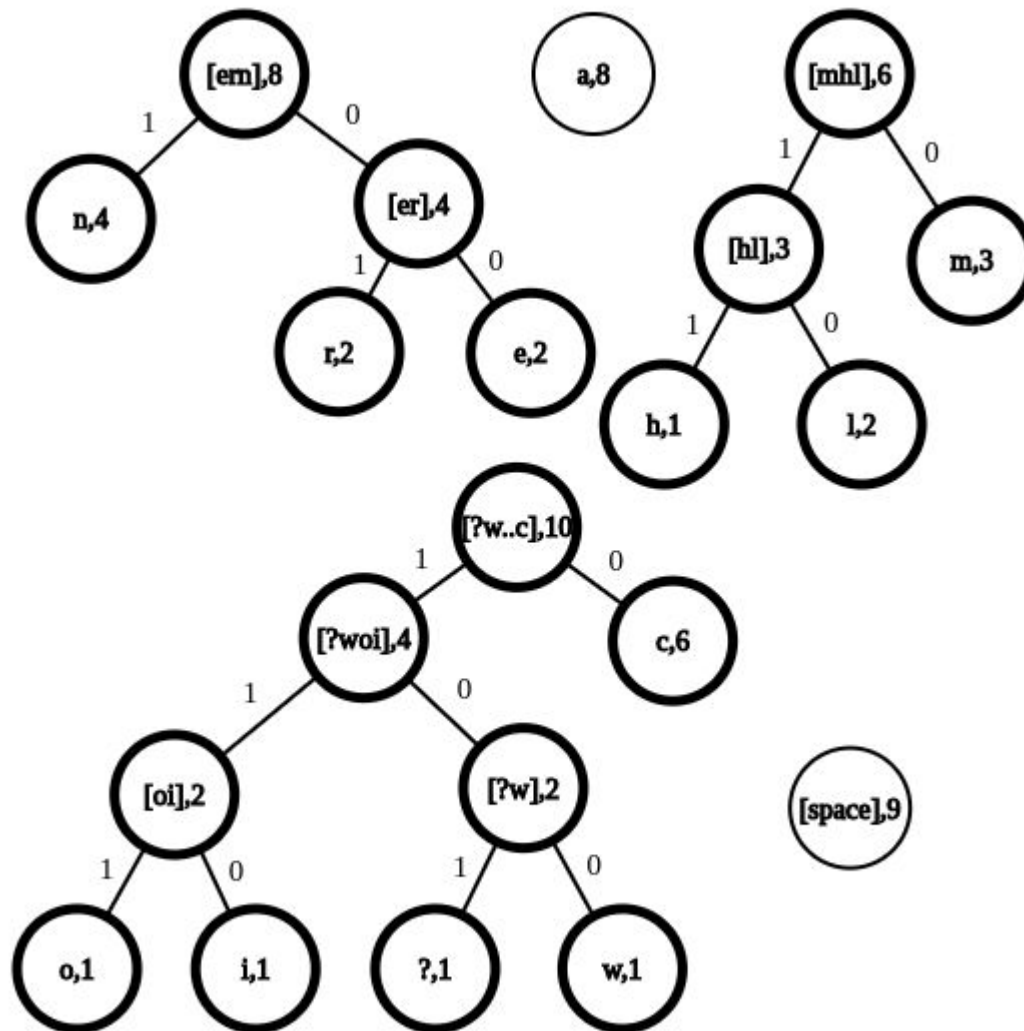 [ern],8
a,8
[mhl],6
1
0
1
0
n,4
[er],4
[hl],3
m,3
1
0
1
0
r,2
e,2
h,1
l,2
[?w..c],10
1
0
[?woi],4
c,6
1
0
[oi],2
[?w],2
[space],9
1
0
1
0
o,1
i,1
?,1
w,1